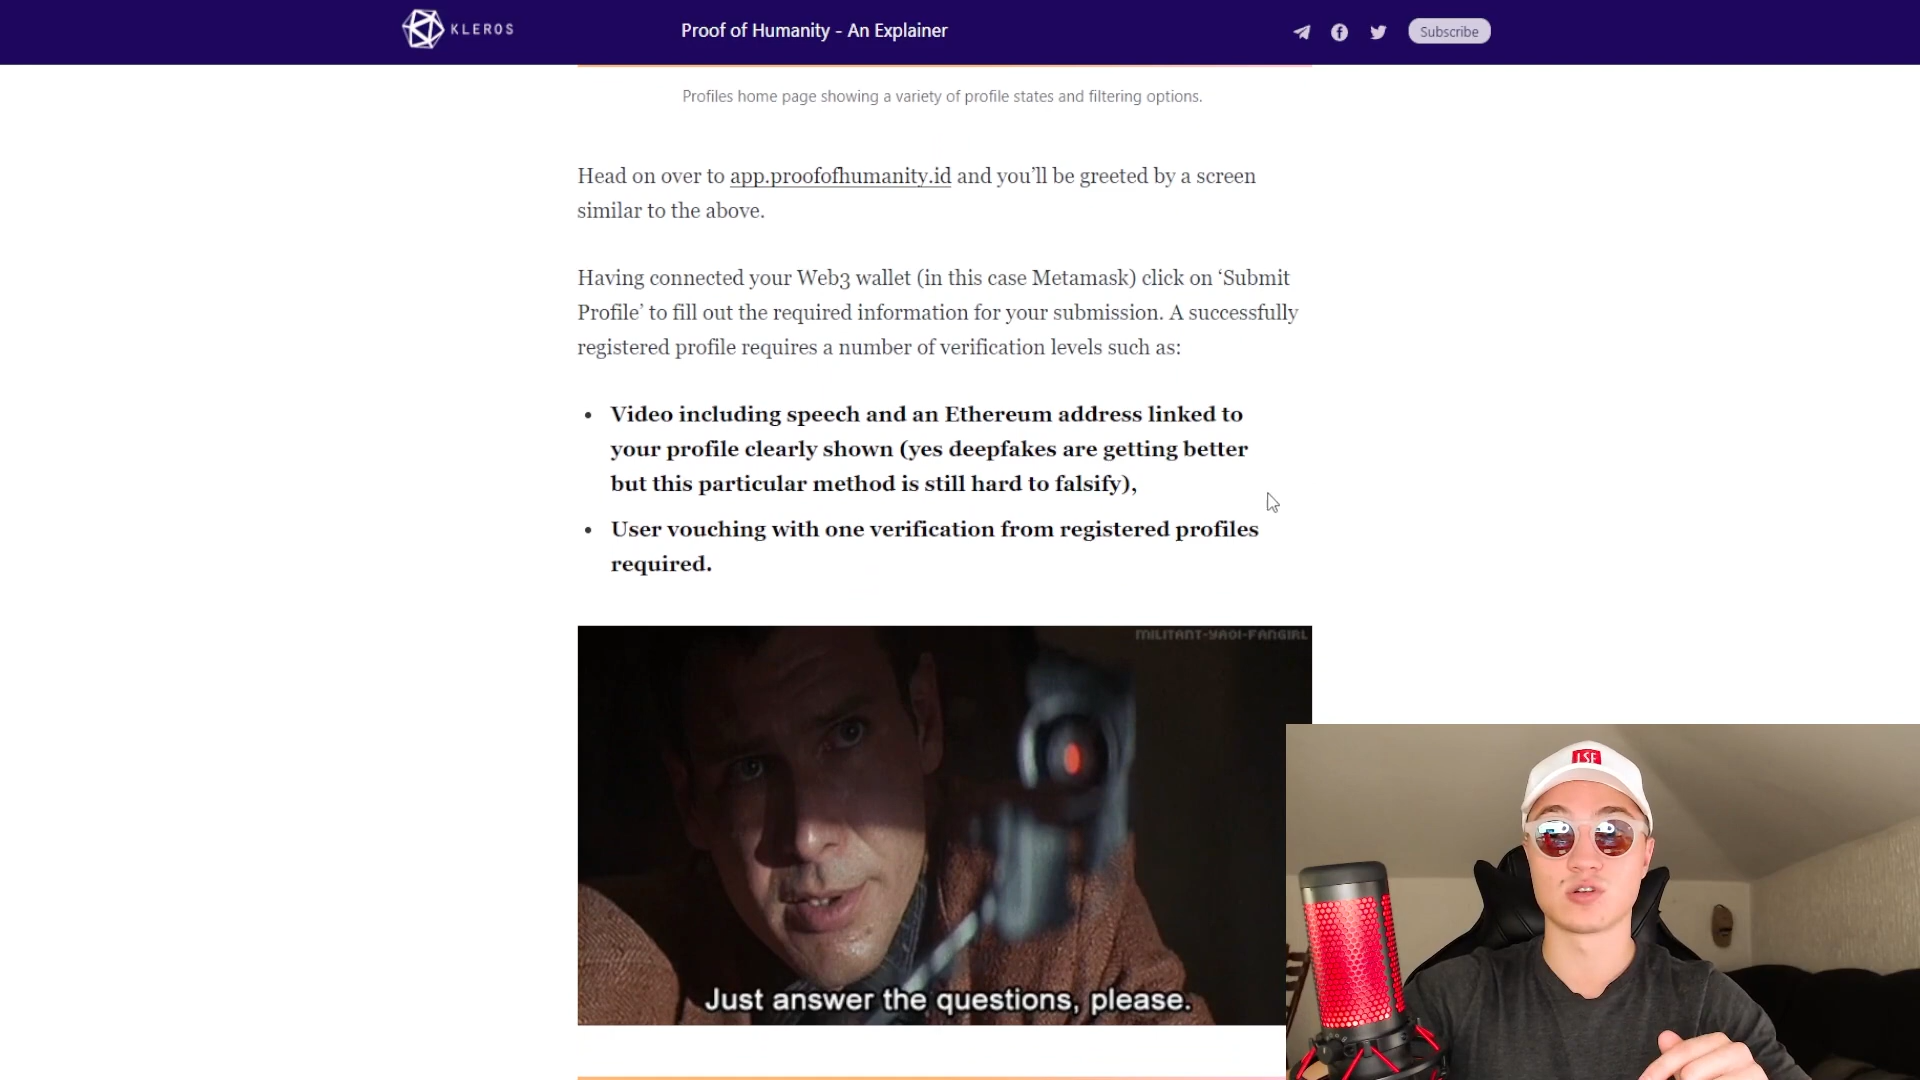 KLEROS
Proof of Humanity - An Explainer
Subscribe
Profiles home page showing a variety of profile states and filtering options.
Head on over to app.proofofhumanity.id and you’ll be greeted by a screen
similar to the above.
Having connected your Web3 wallet (in this case Metamask) click on ‘Submit
Profile’ to fill out the required information for your submission. A successfully
registered profile requires a number of verification levels such as:
• Video including speech and an Ethereum address linked to
your profile clearly shown (yes deepfakes are getting better
but this particular method is still hard to falsify),
• User vouching with one verification from registered profiles
required.
MILITANT-YAOI-FANGIRL
Just answer the questions, please.
LSE